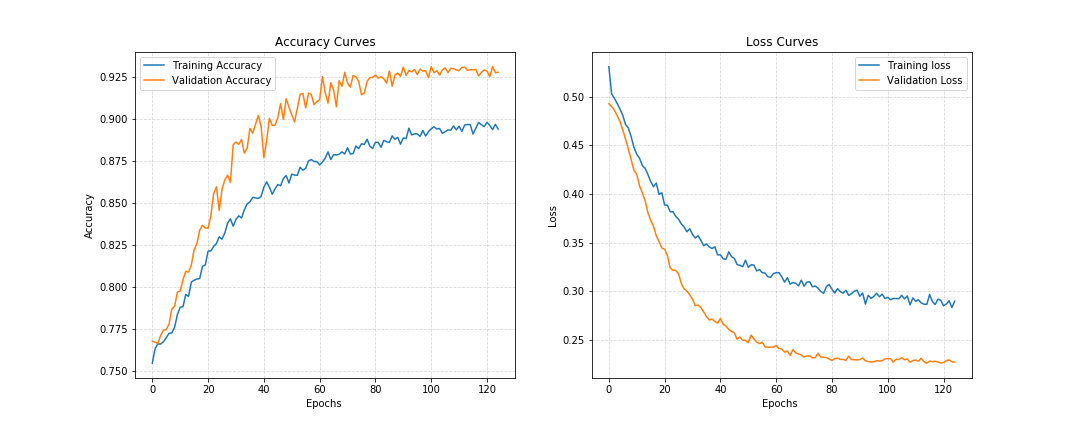 Accuracy Curves
Training Accuracy
Validation Accuracy
0.925
0.900
0.875
0.850
0.825
0.800
0.775
0.750
Accuracy
0 20 40 60 80 100 120
Epochs
Loss Curves
Training loss
Validation Loss
0.50
0.45
0.40
0.35
0.30
0.25
Loss
0 20 40 60 80 100 120
Epochs